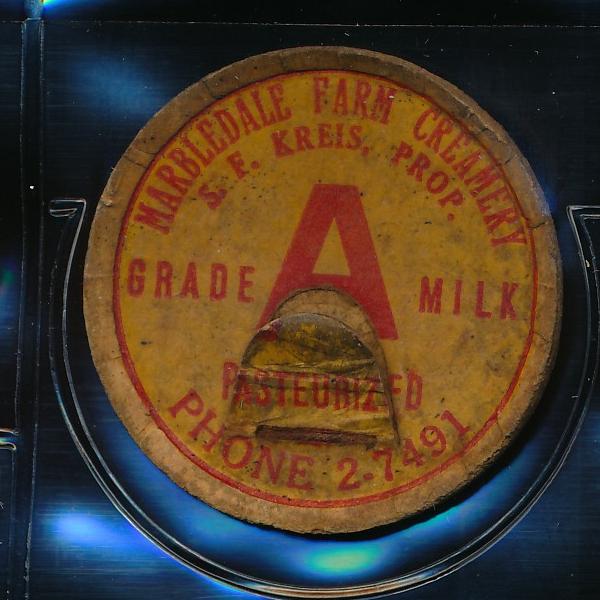 MARBLEDALE FARM CREAMERY
S. F. KREIS, PROP.
GRADE A MILK
PASTEURIZED
PHONE 2-7491